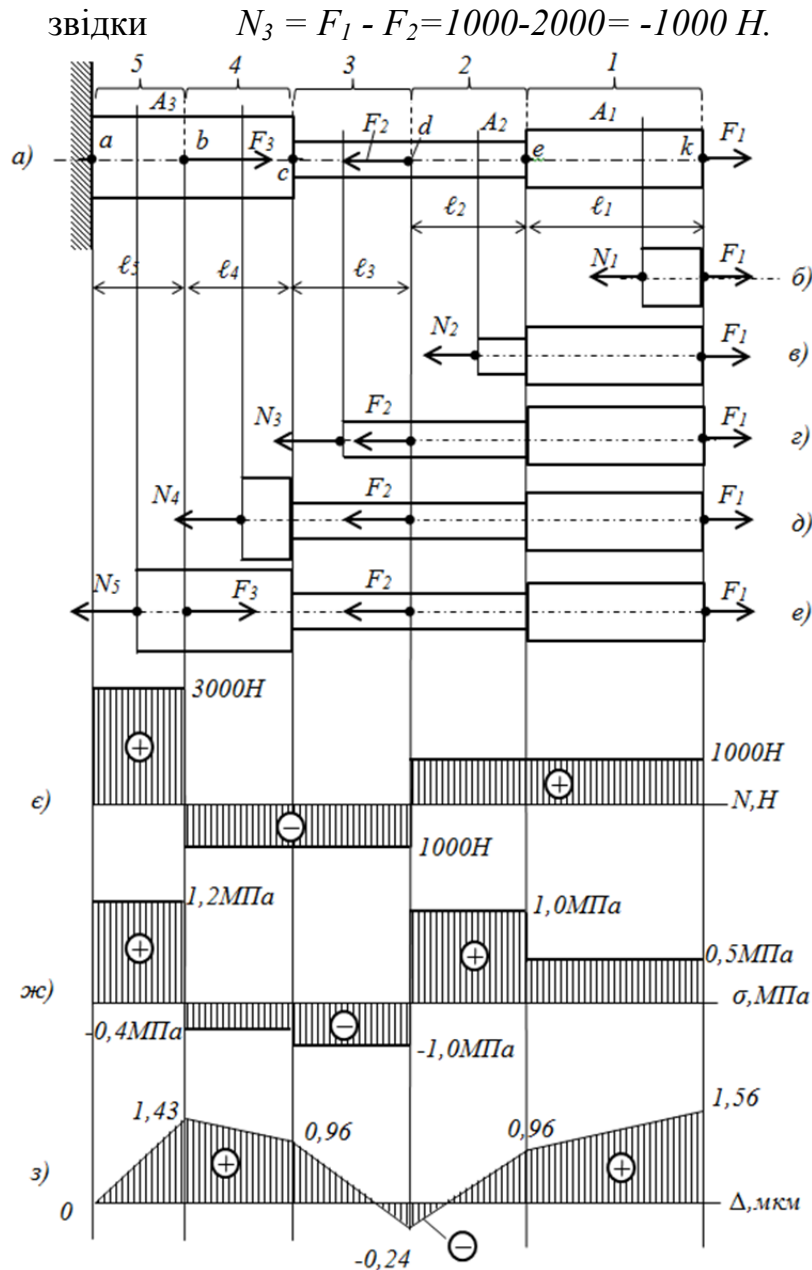 звідки N₃ = F₁ - F₂=1000-2000= -1000 Н.
5 4 3 2 1
A₃ F₂ A₂ A₁
а) a b F₃ c d e k F₁
ℓ₂ ℓ₁
N₁ F₁ б)
ℓ₅ ℓ₄ ℓ₃
N₂ F₁ в)
N₃ F₂ F₁ г)
N₄ F₂ F₁ д)
N₅ F₃ F₂ F₁ е)
3000Н
+
1000Н
+
є) N,Н
−
1000Н
1,2МПа 1,0МПа
+ +
0,5МПа
ж) σ,МПа
-0,4МПа − -1,0МПа
1,43 0,96 0,96 1,56
з) + +
0 Δ,мкм
-0,24 −